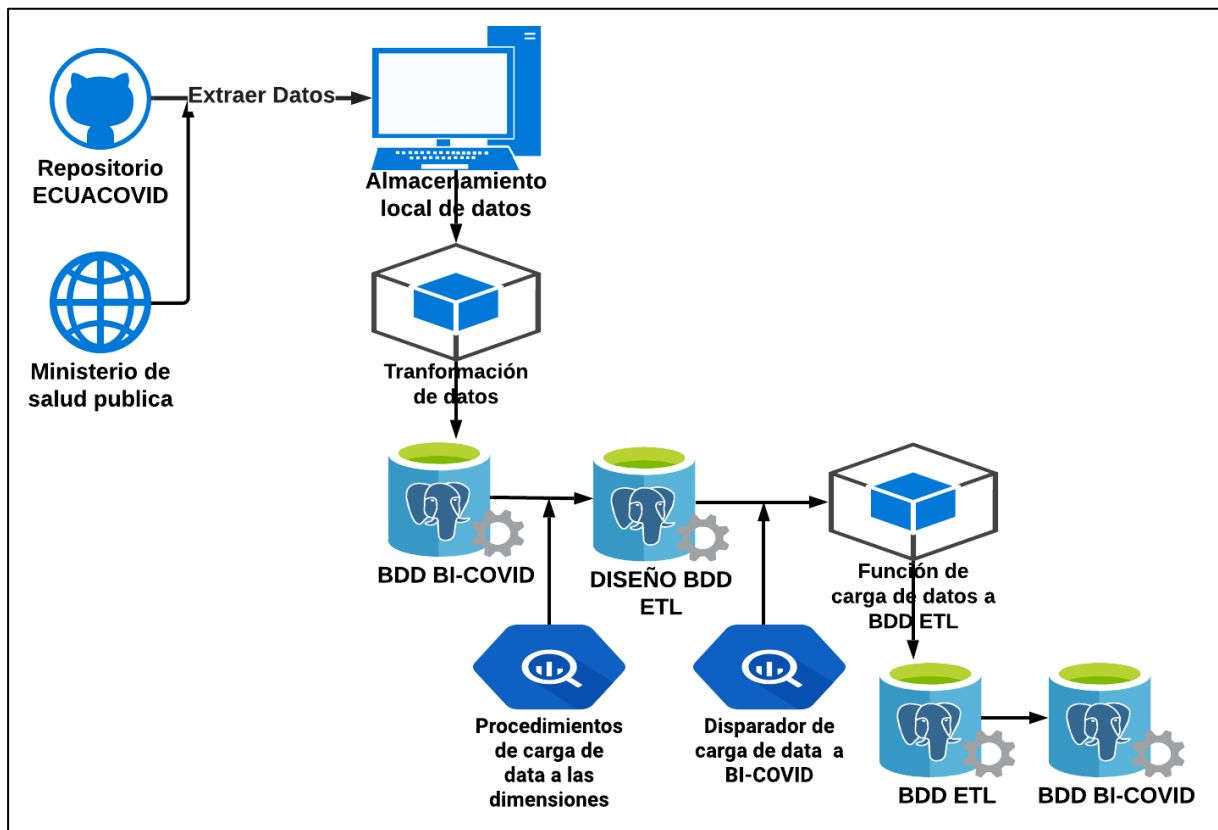 Extraer Datos
Repositorio
ECUACOVID
Almacenamiento
local de datos
Ministerio de
salud publica
Tranformación
de datos
BDD BI-COVID
DISEÑO BDD
ETL
Función de
carga de datos a
BDD ETL
Procedimientos
de carga de
data a las
dimensiones
Disparador de
carga de data a
BI-COVID
BDD ETL
BDD BI-COVID